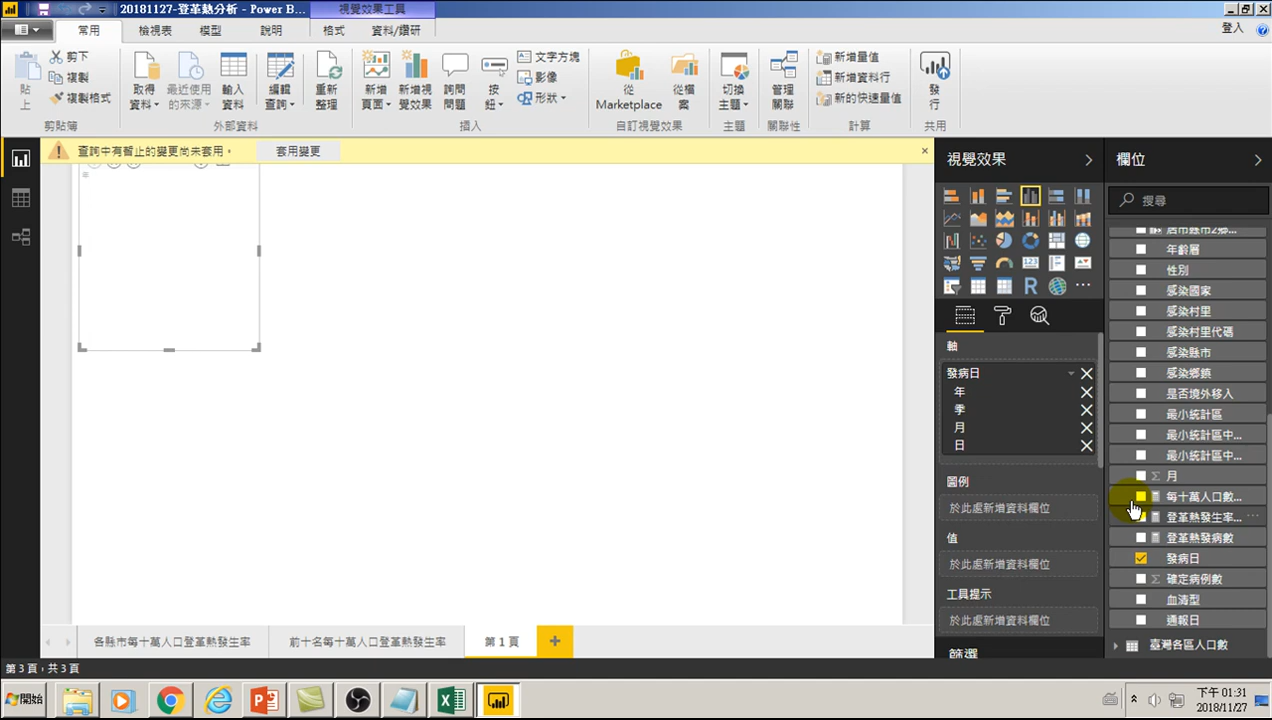 20181127-登革熱分析 - Power B...
視覺效果工具
常用
檢視表
模型
說明
格式
資料/鑽研
登入
貼上
剪下
複製
複製格式
取得資料
最近使用的來源
輸入資料
編輯查詢
重新整理
新增頁面
新增視覺效果
詢問問題
按鈕
文字方塊
影像
形狀
從 Marketplace
從檔案
切換主題
管理關聯
新增量值
新增資料行
新的快速量值
發行
剪貼簿
外部資料
插入
自訂視覺效果
主題
關聯性
計算
共用
查詢中有暫止的變更尚未套用。
套用變更
視覺效果
軸
發病日
年
季
月
日
圖例
於此處新增資料欄位
值
於此處新增資料欄位
工具提示
於此處新增資料欄位
篩選
欄位
搜尋
年齡層
性別
感染國家
感染村里
感染村里代碼
感染縣市
感染鄉鎮
是否境外移入
最小統計區
最小統計區中...
最小統計區中...
Σ 月
每十萬人口數...
登革熱發生率...
登革熱發病數
發病日
Σ 確定病例數
血清型
通報日
臺灣各區人口數
各縣市每十萬人口登革熱發生率
前十名每十萬人口登革熱發生率
第 1 頁
第 3 頁，共 3 頁
開始
下午 01:31
2018/11/27